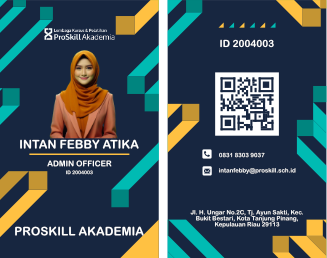 Lembaga Kursus & Pelatihan
ProSkill Akademia
INTAN FEBBY ATIKA
ADMIN OFFICER
ID 2004003
PROSKILL AKADEMIA
ID 2004003
0831 8303 9037
intanfebby@proskill.sch.id
Jl. H. Ungar No.2C, Tj. Ayun Sakti, Kec.
Bukit Bestari, Kota Tanjung Pinang,
Kepulauan Riau 29113